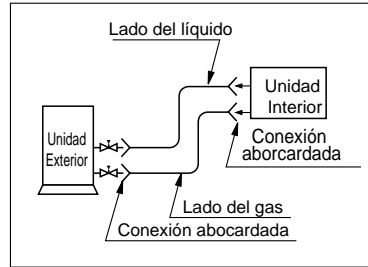 Lado del líquido
Unidad
Interior
Unidad
Exterior
Conexión
aborcardada
Lado del gas
Conexión abocardada